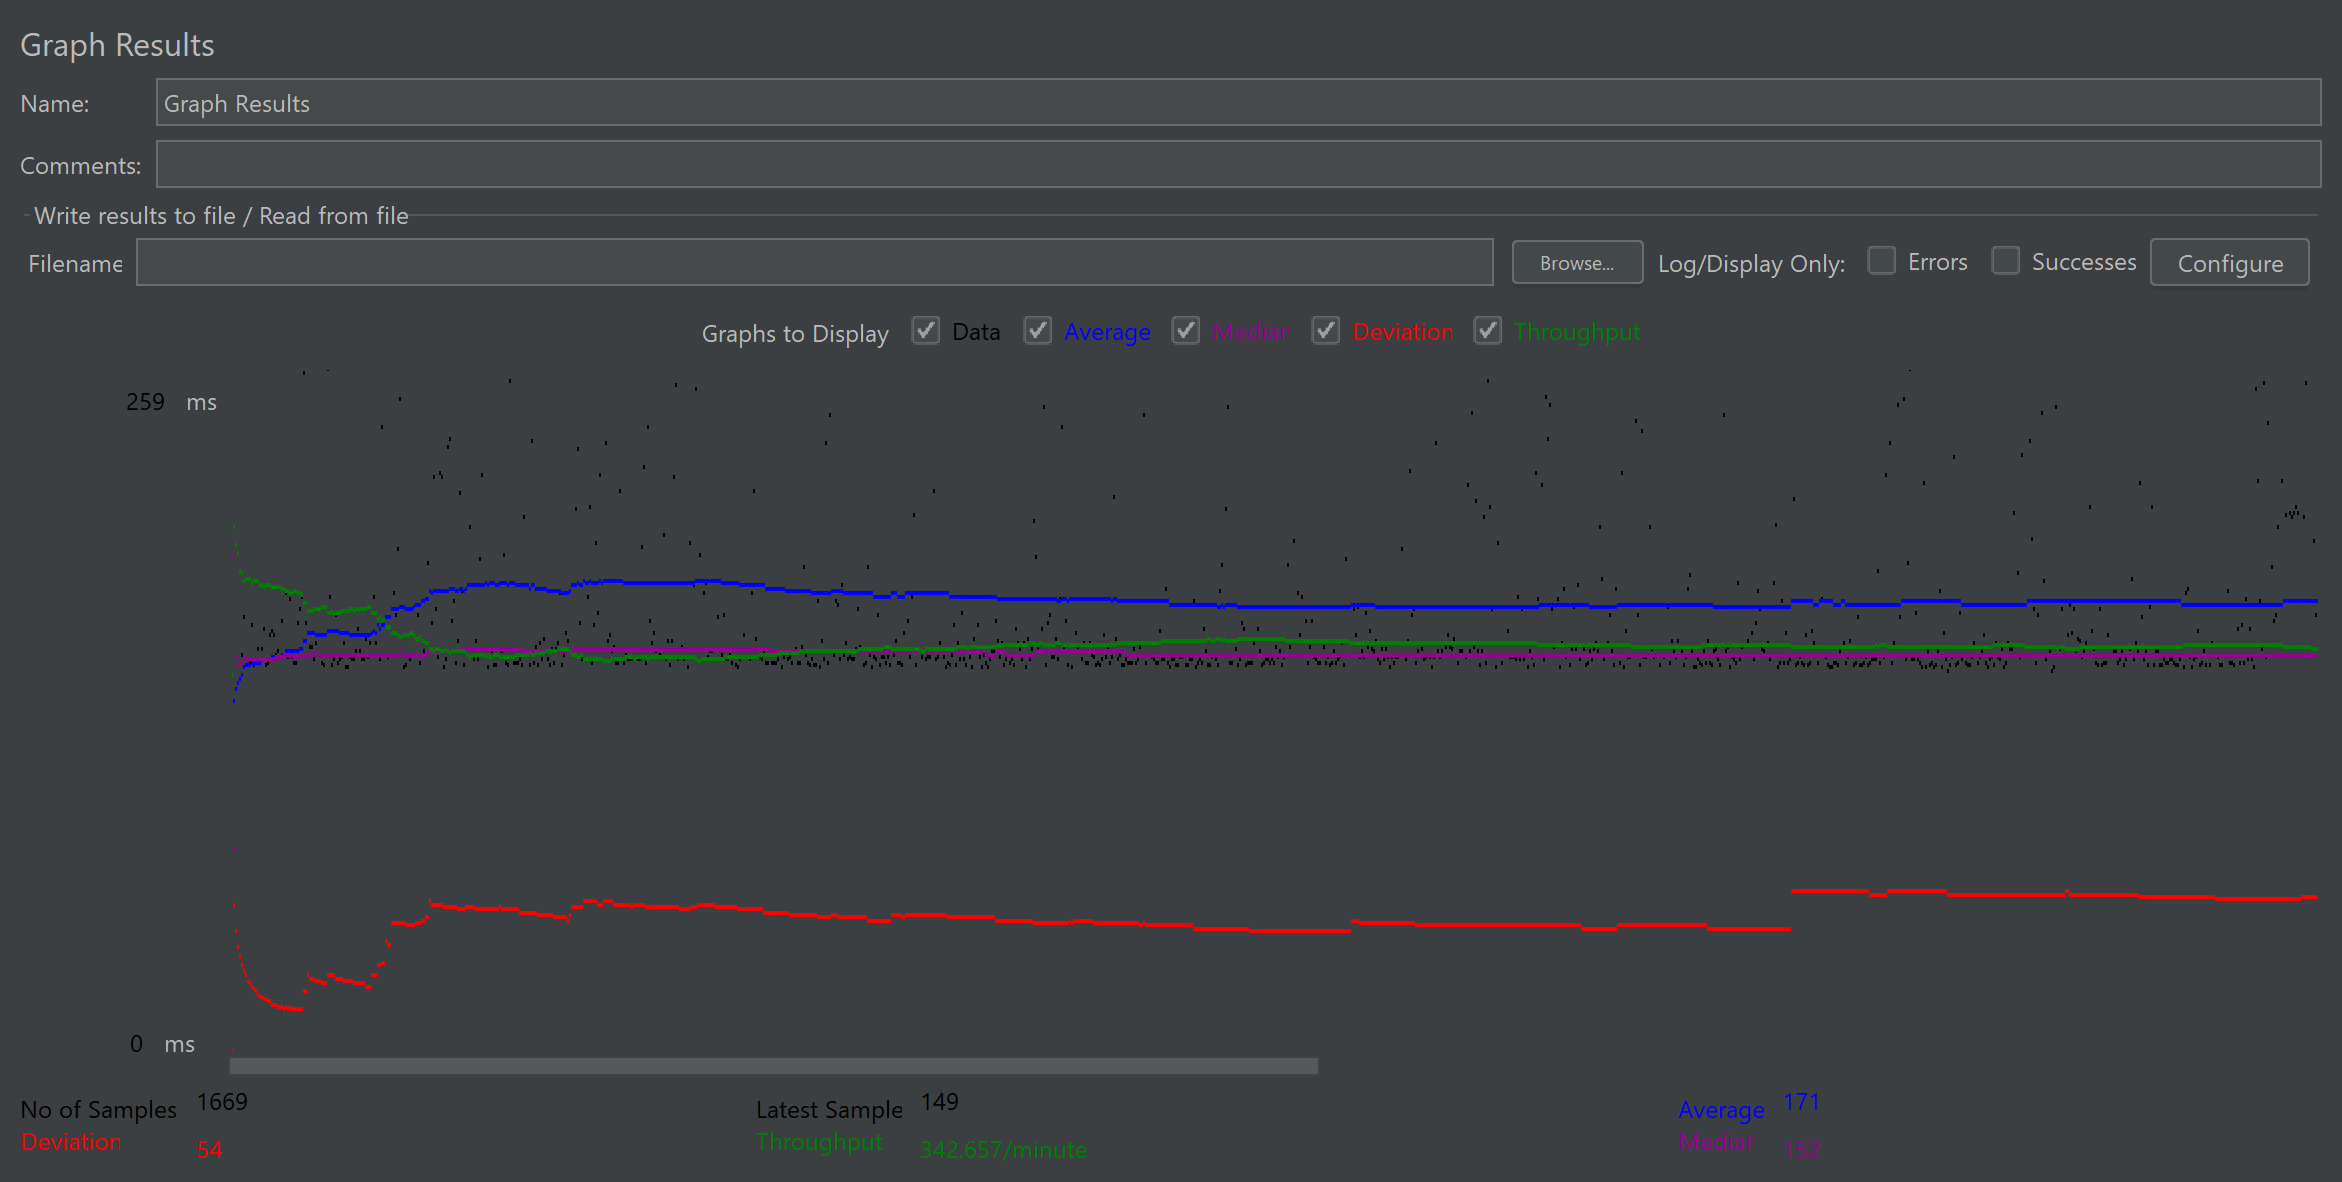 Graph Results
Name: Graph Results
Comments:
Write results to file / Read from file
Filename Browse... Log/Display Only: Errors Successes Configure
Graphs to Display Data Average Median Deviation Throughput
259 ms
0 ms
No of Samples 1669 Latest Sample 149 Average 171
Deviation 54 Throughput 342.657/minute Median 152